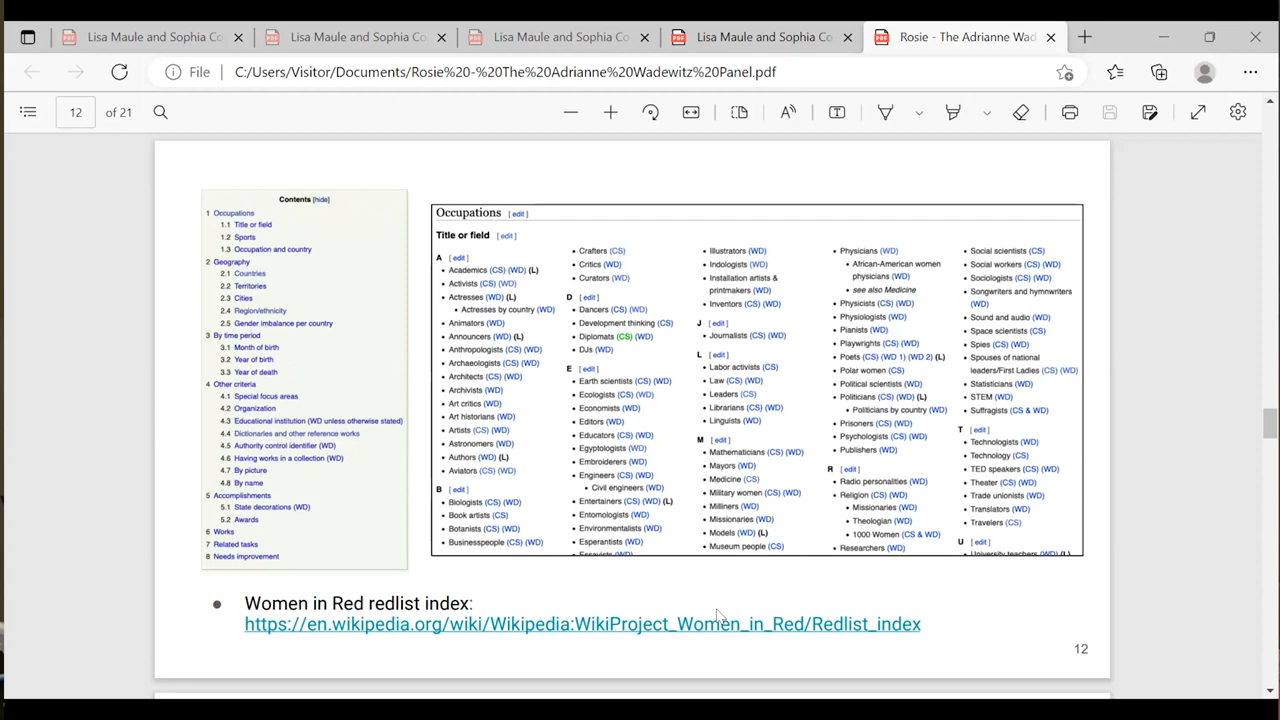 Lisa Maule and Sophia Co
Lisa Maule and Sophia Co
Lisa Maule and Sophia Co
Lisa Maule and Sophia Co
Rosie - The Adrianne Wad
File
C:/Users/Visitor/Documents/Rosie%20-%20The%20Adrianne%20Wadewitz%20Panel.pdf
12 of 21
Contents [hide]
1 Occupations
1.1 Title or field
1.2 Sports
1.3 Occupation and country
2 Geography
2.1 Countries
2.2 Territories
2.3 Cities
2.4 Region/ethnicity
2.5 Gender imbalance per country
3 By time period
3.1 Month of birth
3.2 Year of birth
3.3 Year of death
4 Other criteria
4.1 Special focus areas
4.2 Organization
4.3 Educational institution (WD unless otherwise stated)
4.4 Dictionaries and other reference works
4.5 Authority control identifier (WD)
4.6 Having works in a collection (WD)
4.7 By picture
4.8 By name
5 Accomplishments
5.1 State decorations (WD)
5.2 Awards
6 Works
7 Related tasks
8 Needs improvement
Occupations [ edit ]
Title or field [ edit ]
A [ edit ]
• Academics (CS) (WD) (L)
• Activists (CS) (WD)
• Actresses (WD) (L)
• Actresses by country (WD)
• Animators (WD)
• Announcers (WD) (L)
• Anthropologists (CS) (WD)
• Archaeologists (CS) (WD)
• Architects (CS) (WD)
• Archivists (WD)
• Art critics (WD)
• Art historians (WD)
• Artists (CS) (WD)
• Astronomers (WD)
• Authors (WD) (L)
• Aviators (CS) (WD)
B [ edit ]
• Biologists (CS) (WD)
• Book artists (CS)
• Botanists (CS) (WD)
• Businesspeople (CS) (WD)
• Crafters (CS)
• Critics (WD)
• Curators (WD)
D [ edit ]
• Dancers (CS) (WD)
• Development thinking (CS)
• Diplomats (CS) (WD)
• DJs (WD)
E [ edit ]
• Earth scientists (CS) (WD)
• Ecologists (CS) (WD)
• Economists (WD)
• Editors (WD)
• Educators (CS) (WD)
• Egyptologists (WD)
• Embroiderers (WD)
• Engineers (CS) (WD)
• Civil engineers (WD)
• Entertainers (CS) (WD) (L)
• Entomologists (WD)
• Environmentalists (WD)
• Esperantists (WD)
• Essayists (WD)
• Illustrators (WD)
• Indologists (WD)
• Installation artists &
printmakers (WD)
• Inventors (CS) (WD)
J [ edit ]
• Journalists (CS) (WD)
L [ edit ]
• Labor activists (CS)
• Law (CS) (WD)
• Leaders (CS)
• Librarians (CS) (WD)
• Linguists (WD)
M [ edit ]
• Mathematicians (CS) (WD)
• Mayors (WD)
• Medicine (CS)
• Military women (CS) (WD)
• Milliners (WD)
• Missionaries (WD)
• Models (WD) (L)
• Museum people (CS)
• Physicians (WD)
• African-American women
physicians (WD)
• see also Medicine
• Physicists (CS) (WD)
• Physiologists (WD)
• Pianists (WD)
• Playwrights (CS) (WD)
• Poets (CS) (WD 1) (WD 2) (L)
• Polar women (CS)
• Political scientists (WD)
• Politicians (CS) (WD) (L)
• Politicians by country (WD)
• Prisoners (CS) (WD)
• Psychologists (CS) (WD)
• Publishers (WD)
R [ edit ]
• Radio personalities (WD)
• Religion (CS) (WD)
• Missionaries (WD)
• Theologian (WD)
• 1000 Women (CS & WD)
• Researchers (WD)
• Social scientists (CS)
• Social workers (CS) (WD)
• Sociologists (CS) (WD)
• Songwriters and hymnwriters
(WD)
• Sound and audio (WD)
• Space scientists (CS)
• Spies (CS) (WD)
• Spouses of national
leaders/First Ladies (CS) (WD)
• Statisticians (WD)
• STEM (WD)
• Suffragists (CS & WD)
T [ edit ]
• Technologists (WD)
• Technology (CS)
• TED speakers (CS) (WD)
• Theater (CS) (WD)
• Trade unionists (WD)
• Translators (WD)
• Travelers (CS)
U [ edit ]
• University teachers (WD) (L)
• Women in Red redlist index:
https://en.wikipedia.org/wiki/Wikipedia:WikiProject_Women_in_Red/Redlist_index
12